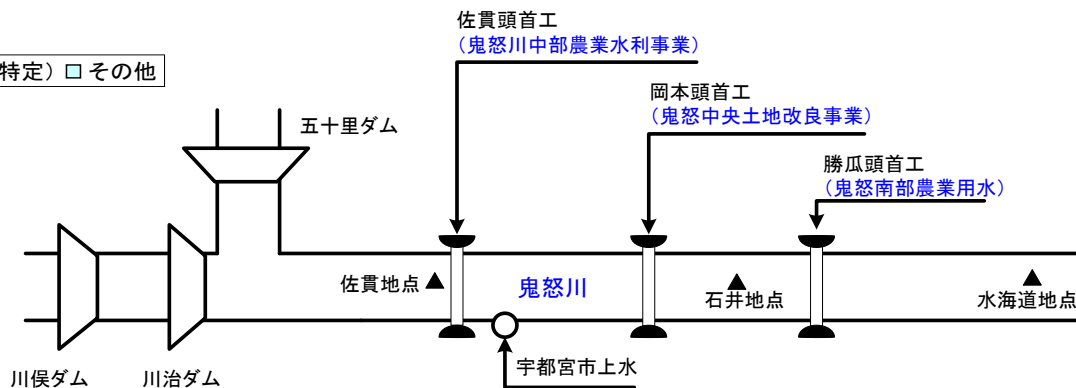 佐貫頭首工
（鬼怒川中部農業水利事業）
特定）□その他
岡本頭首工
（鬼怒中央土地改良事業）
五十里ダム
勝瓜頭首工
（鬼怒南部農業用水）
佐貫地点▲
鬼怒川
石井地点
水海道地点
宇都宮市上水
川俣ダム
川治ダム